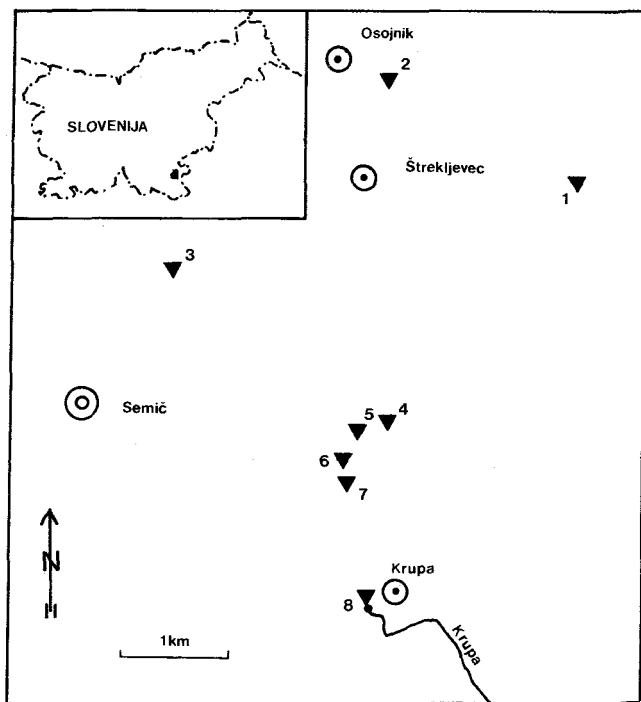 Osojnik
2
SLOVENIJA
Štrekljevec
1
3
Semič
5
4
6
7
N
Krupa
8
1km
Krupa